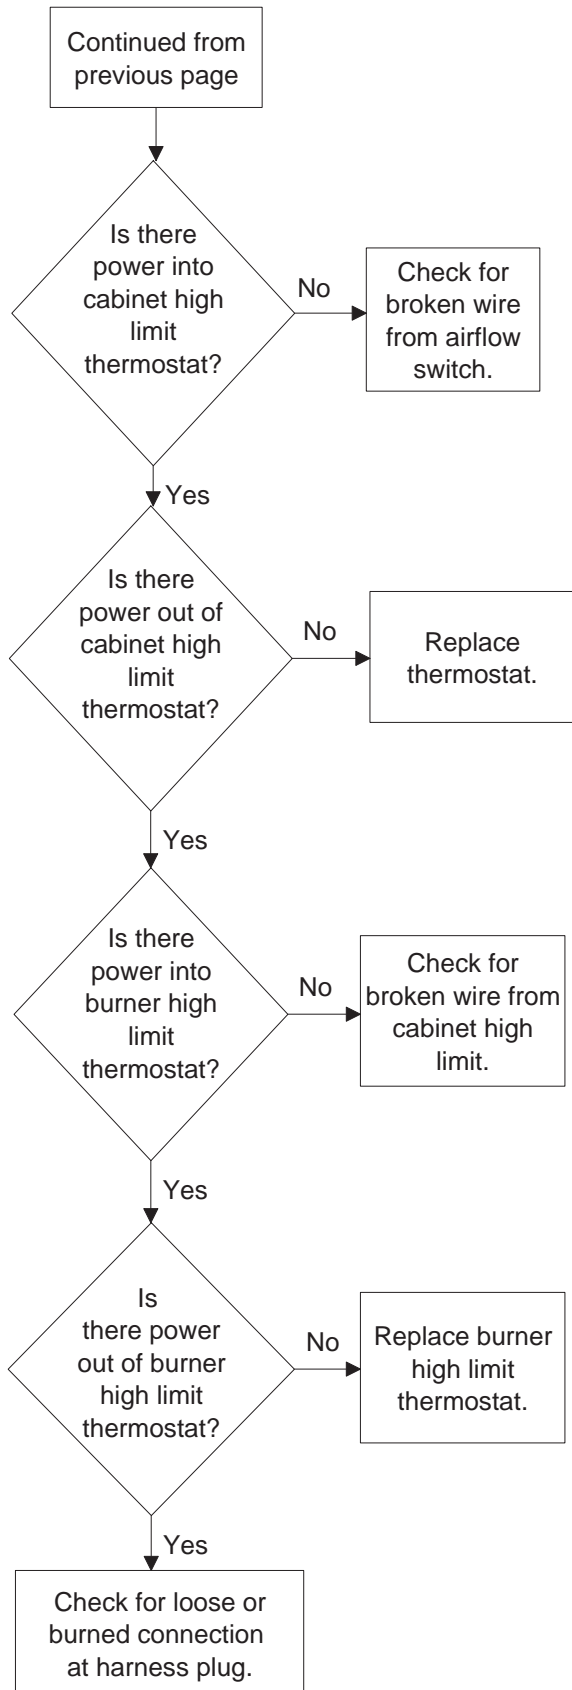 Continued from
previous page
Is there
power into
cabinet high
limit
thermostat?
No
Check for
broken wire
from airflow
switch.
Yes
Is there
power out of
cabinet high
limit
thermostat?
No
Replace
thermostat.
Yes
Is there
power into
burner high
limit
thermostat?
No
Check for
broken wire from
cabinet high
limit.
Yes
Is
there power
out of burner
high limit
thermostat?
No
Replace burner
high limit
thermostat.
Yes
Check for loose or
burned connection
at harness plug.